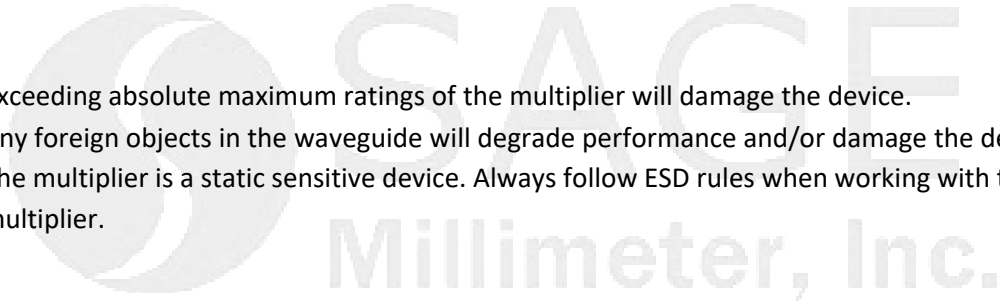 SAGE
xceeding absolute maximum ratings of the multiplier will damage the device.
ny foreign objects in the waveguide will degrade performance and/or damage the de
he multiplier is a static sensitive device. Always follow ESD rules when working with t
nultiplier.
Millimeter, Inc.